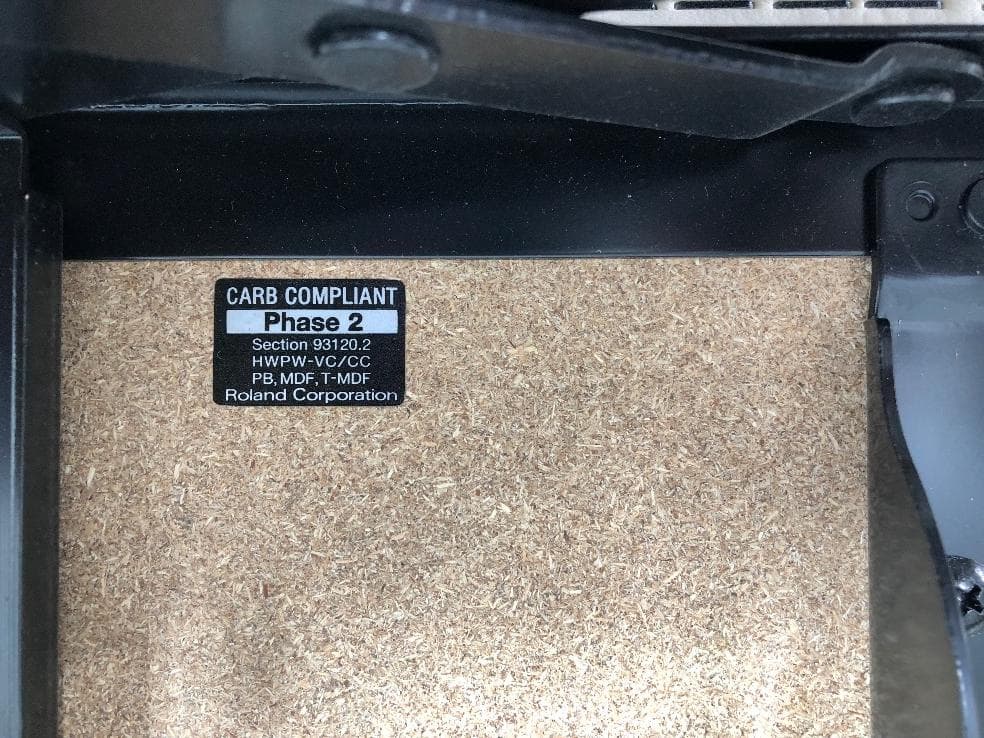 CARB COMPLIANT
Phase 2
Section 93120.2
HWPW-VC/CC
PB, MDF, T-MDF
Roland Corporation